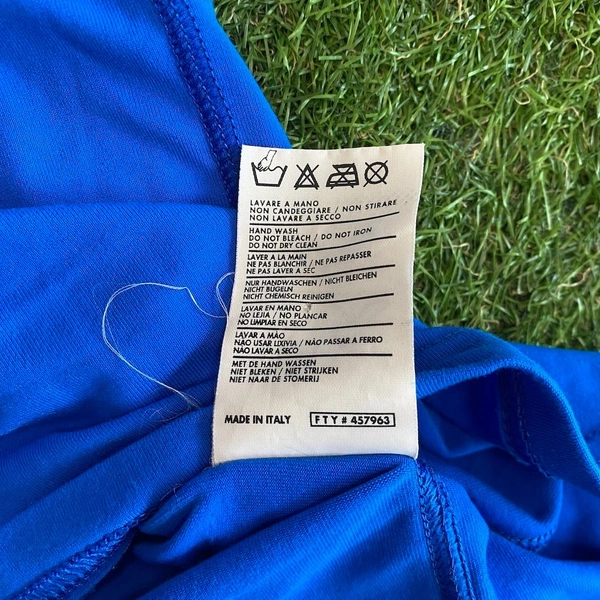 LAVARE A MANO
NON CANDEGGIARE / NON STIRARE
NON LAVARE A SECCO
HAND WASH
DO NOT BLEACH / DO NOT IRON
DO NOT DRY CLEAN
LAVER A LA MAIN
NE PAS BLANCHIR / NE PAS REPASSER
NE PAS LAVER A SEC
NUR HANDWASCHEN / NICHT BLEICHEN
NICHT BÜGELN
NICHT CHEMISCH REINIGEN
LAVAR EN MANO
NO LEJIA / NO PLANCAR
NO LIMPIAR EN SECO
LAVAR A MÃO
NÃO USAR LIXIVIA / NÃO PASSAR A FERRO
NÃO LAVAR A SECO
MET DE HAND WASSEN
NIET BLEKEN / NIET STRIJKEN
NIET NAAR DE STOMERIJ
MADE IN ITALY FTY # 457963